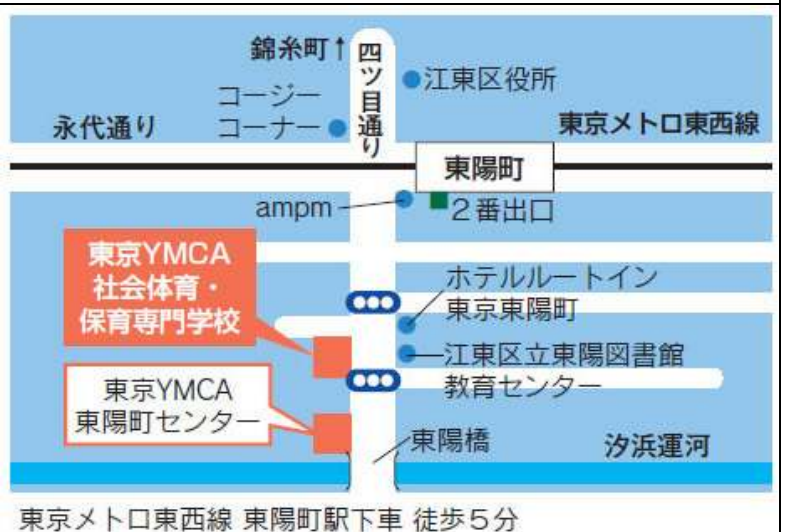 錦糸町↑
四ツ目通り
江東区役所
コージー
コーナー
永代通り
東京メトロ東西線
東陽町
ampm
2番出口
東京YMCA
社会体育・
保育専門学校
ホテルルートイン
東京東陽町
江東区立東陽図書館
教育センター
東京YMCA
東陽町センター
東陽橋
汐浜運河
東京メトロ東西線 東陽町駅下車 徒歩5分